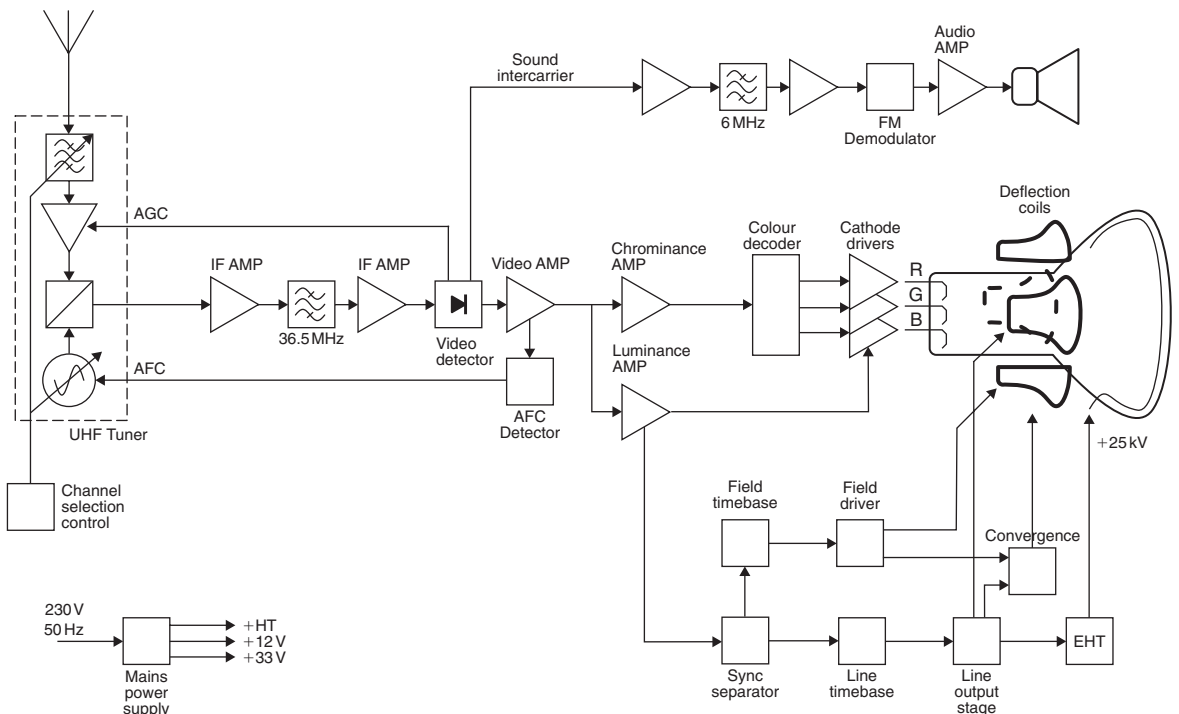 Audio
AMP
Sound
intercarrier
6 MHz
FM
Demodulator
Deflection
coils
AGC
Chrominance
AMP
Colour
decoder
Cathode
drivers
IF AMP
IF AMP
Video AMP
R
G
B
36.5 MHz
Video
detector
Luminance
AMP
AFC
AFC
Detector
UHF Tuner
+25 kV
Channel
selection
control
Field
timebase
Field
driver
Convergence
230 V
50 Hz
+HT
+12 V
+33 V
Mains
power
supply
EHT
Sync
separator
Line
timebase
Line
output
stage